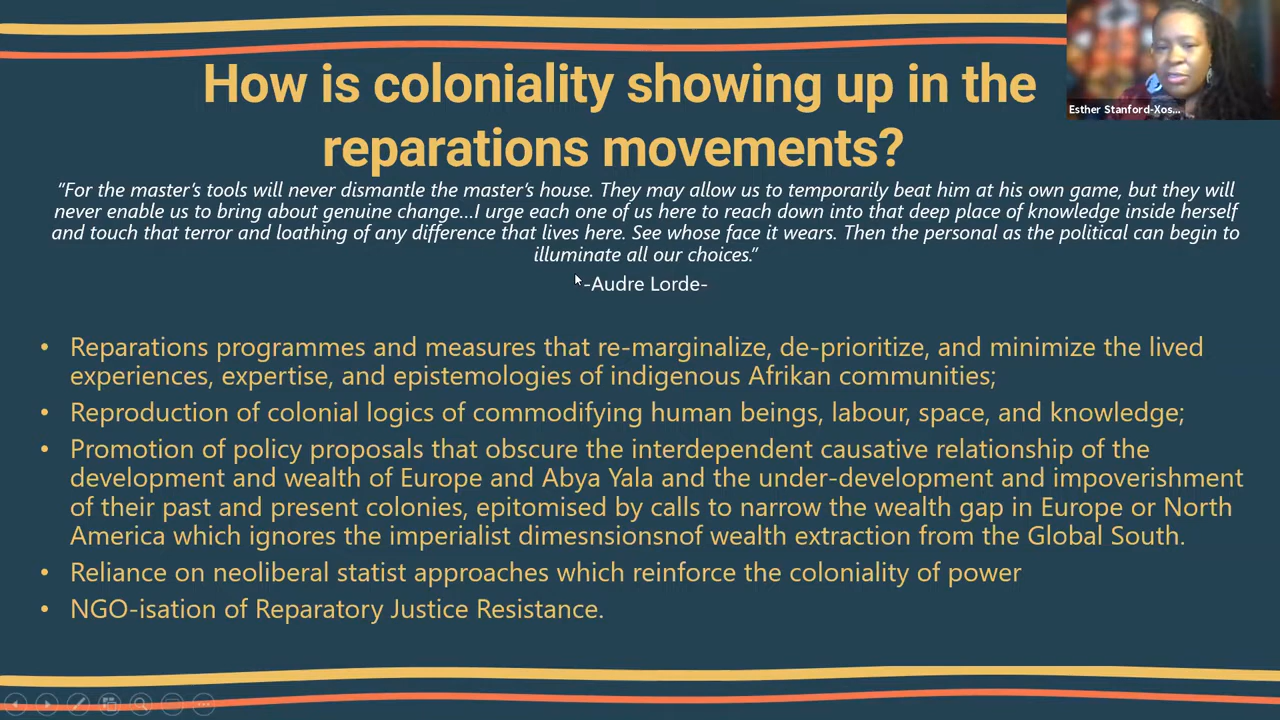 How is coloniality showing up in the
reparations movements?
Esther Stanford-Xos...
“For the master’s tools will never dismantle the master’s house. They may allow us to temporarily beat him at his own game, but they will
never enable us to bring about genuine change…I urge each one of us here to reach down into that deep place of knowledge inside herself
and touch that terror and loathing of any difference that lives here. See whose face it wears. Then the personal as the political can begin to
illuminate all our choices.”
-Audre Lorde-
• Reparations programmes and measures that re-marginalize, de-prioritize, and minimize the lived
experiences, expertise, and epistemologies of indigenous Afrikan communities;
• Reproduction of colonial logics of commodifying human beings, labour, space, and knowledge;
• Promotion of policy proposals that obscure the interdependent causative relationship of the
development and wealth of Europe and Abya Yala and the under-development and impoverishment
of their past and present colonies, epitomised by calls to narrow the wealth gap in Europe or North
America which ignores the imperialist dimesnsionsnof wealth extraction from the Global South.
• Reliance on neoliberal statist approaches which reinforce the coloniality of power
• NGO-isation of Reparatory Justice Resistance.